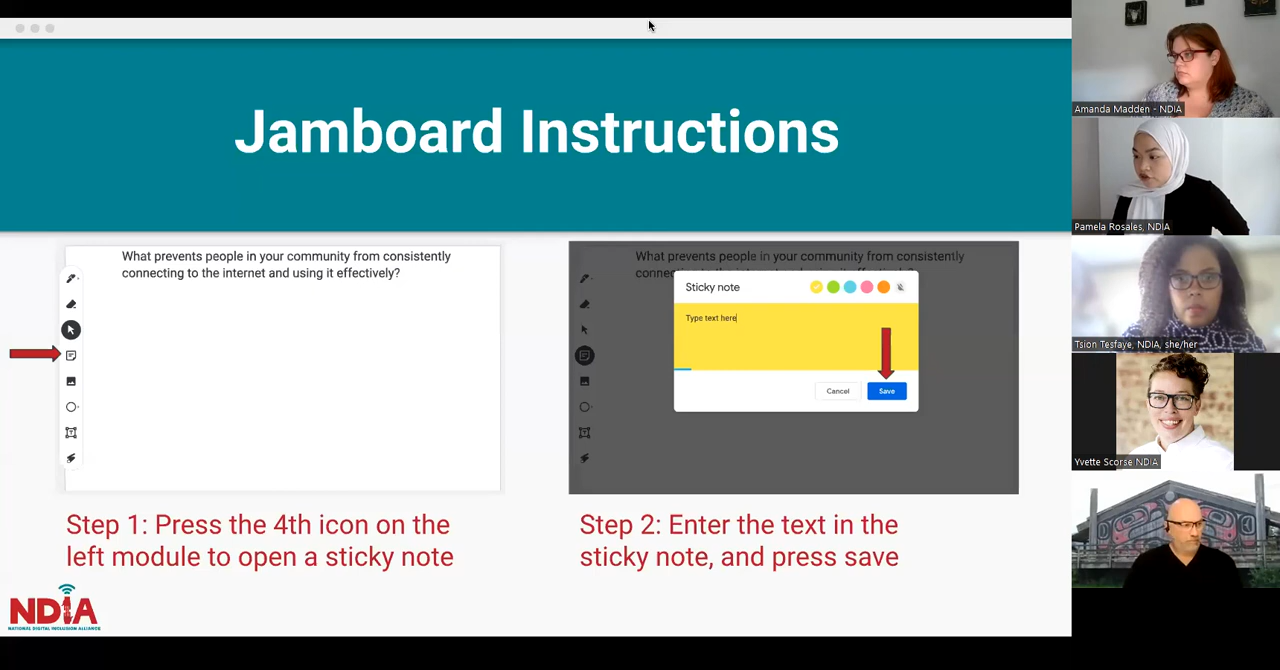 Jamboard Instructions
What prevents people in your community from consistently
connecting to the internet and using it effectively?
What prevents people in your community from consistently
Sticky note
Type text here
Cancel
Save
Step 1: Press the 4th icon on the
left module to open a sticky note
Step 2: Enter the text in the
sticky note, and press save
NDIA
NATIONAL DIGITAL INCLUSION ALLIANCE
Amanda Madden - NDIA
Pamela Rosales, NDIA
Tsion Tesfaye, NDIA, she/her
Yvette Scorse NDIA